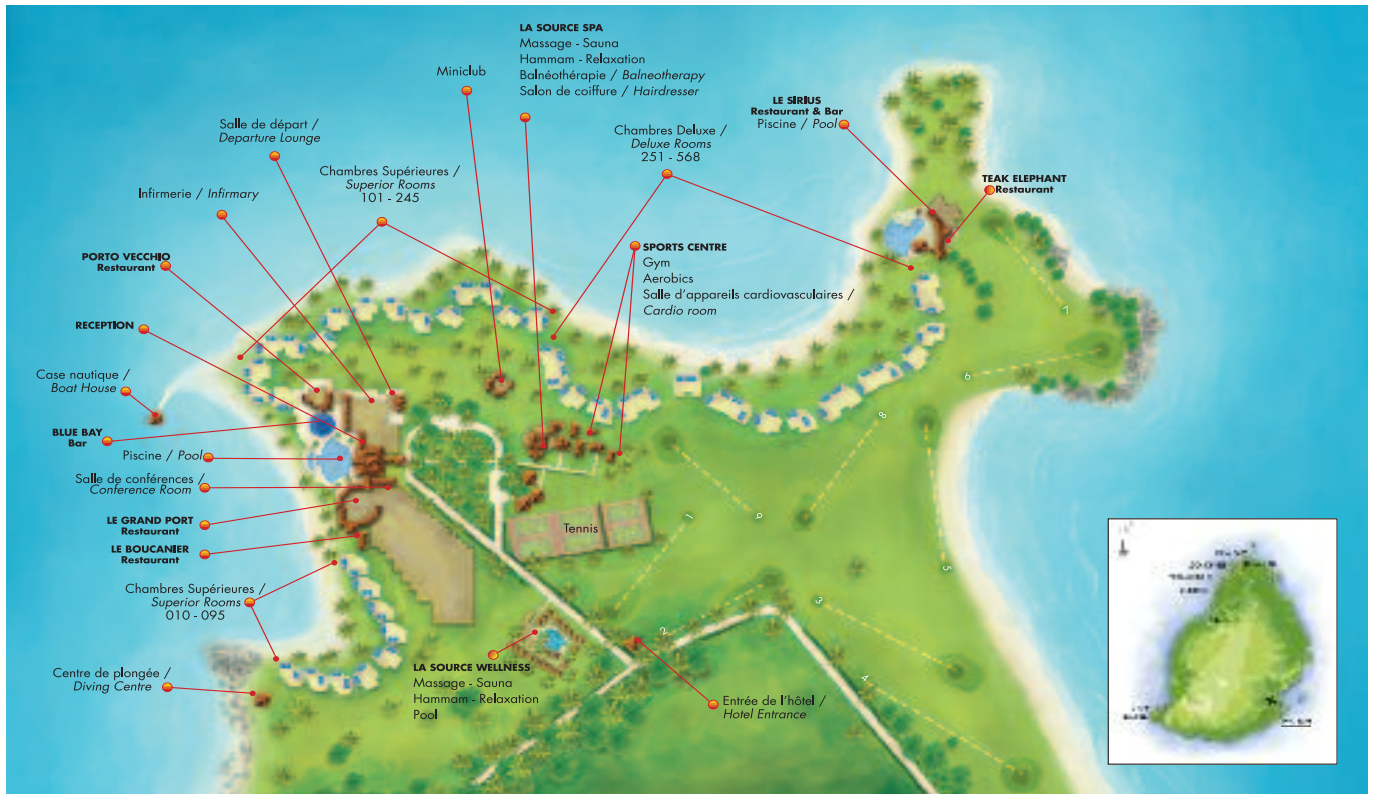 LA SOURCE SPA
Massage - Sauna
Hammam - Relaxation
Balnéothérapie / Balneotherapy
Salon de coiffure / Hairdresser
Miniclub
LE SIRIUS
Restaurant & Bar
Piscine / Pool
Salle de départ /
Departure Lounge
Chambres Deluxe /
Deluxe Rooms
251 - 568
Chambres Supérieures /
Superior Rooms
101 - 245
TEAK ELEPHANT
Restaurant
Infirmerie / Infirmary
PORTO VECCHIO
Restaurant
SPORTS CENTRE
Gym
Aerobics
Salle d'appareils cardiovasculaires /
Cardio room
RECEPTION
Case nautique /
Boat House
BLUE BAY
Bar
Piscine / Pool
Salle de conférences /
Conference Room
LE GRAND PORT
Restaurant
LE BOUCANIER
Restaurant
Chambres Supérieures /
Superior Rooms
010 - 095
Centre de plongée /
Diving Centre
Tennis
LA SOURCE WELLNESS
Massage - Sauna
Hammam - Relaxation
Pool
Entrée de l'hôtel /
Hotel Entrance
7
8
5
3
2
4